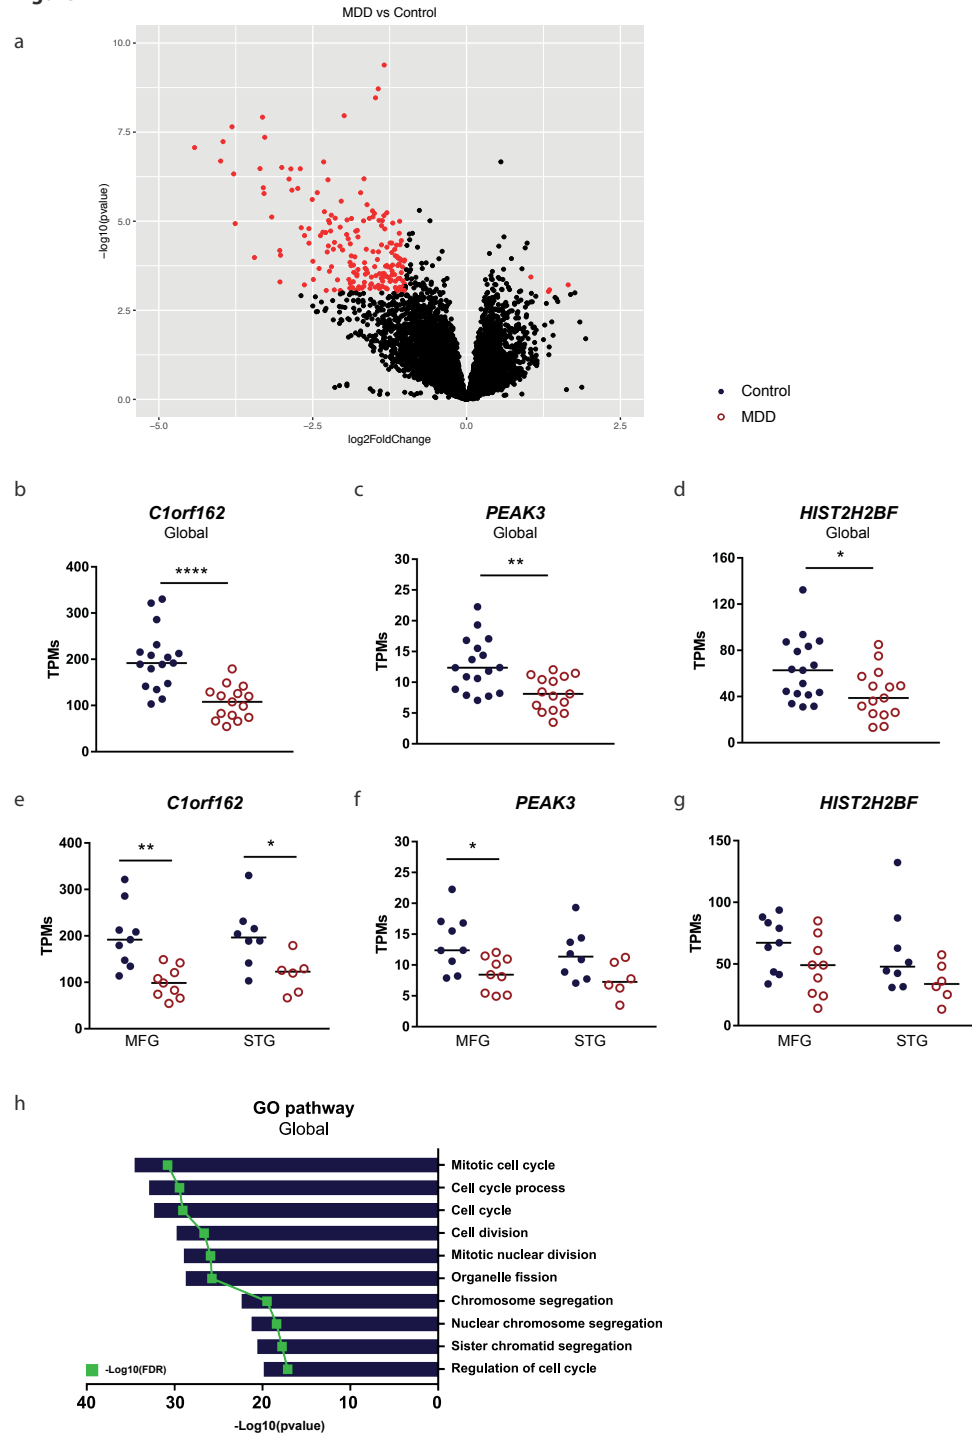 MDD vs Control
a
10.0
7.5
5.0
2.5
0.0
−log10(pvalue)
−5.0 −2.5 0.0 2.5
log2FoldChange
Control
MDD
b
C1orf162
Global
****
400
300
200
100
0
TPMs
c
PEAK3
Global
**
30
25
20
15
10
5
0
TPMs
d
HIST2H2BF
Global
*
160
120
80
40
0
TPMs
e
C1orf162
** *
400
300
200
100
0
TPMs
MFG STG
f
PEAK3
*
30
25
20
15
10
5
0
TPMs
MFG STG
g
HIST2H2BF
150
100
50
0
TPMs
MFG STG
h
GO pathway
Global
Mitotic cell cycle
Cell cycle process
Cell cycle
Cell division
Mitotic nuclear division
Organelle fission
Chromosome segregation
Nuclear chromosome segregation
Sister chromatid segregation
Regulation of cell cycle
-Log10(FDR)
40 30 20 10 0
-Log10(pvalue)